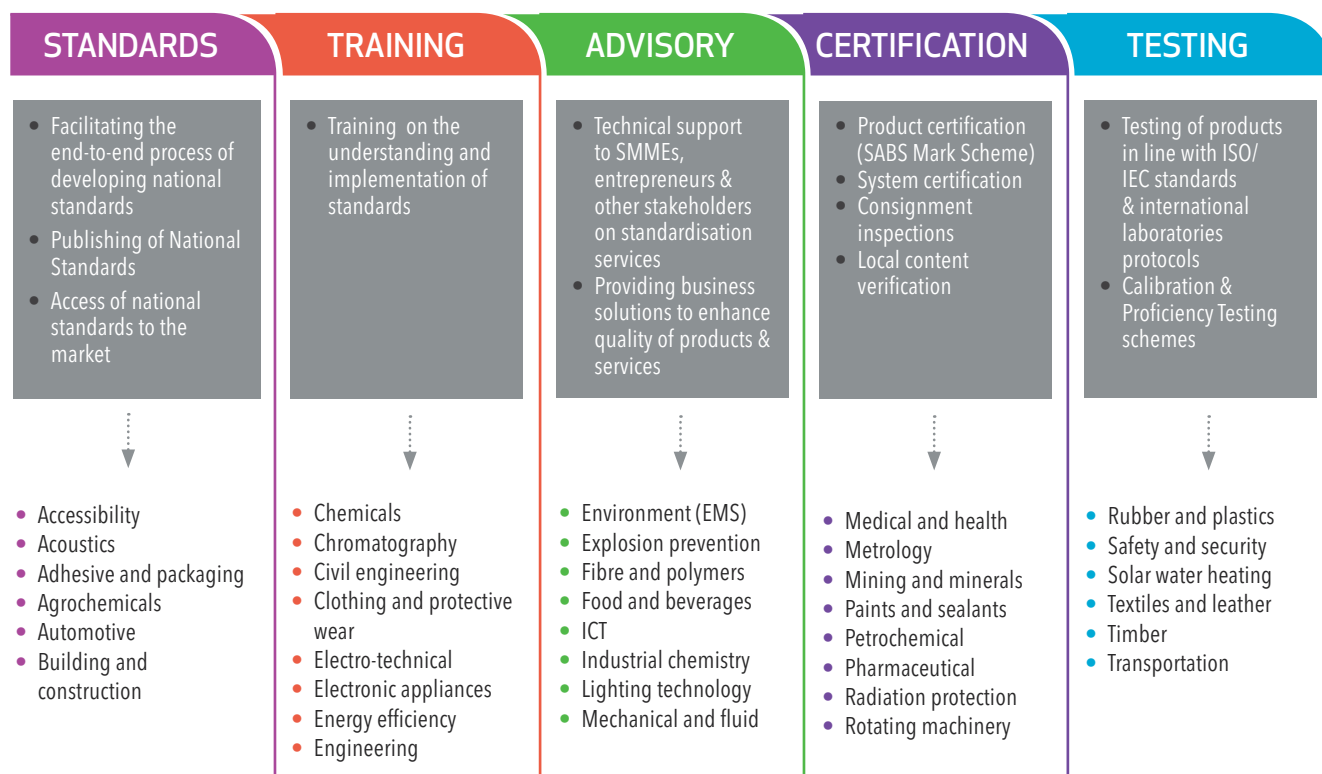 STANDARDS
Facilitating the
end-to-end process of
developing national
standards
Publishing of National
Standards
Access of national
standards to the
market
Accessibility
Acoustics
Adhesive and packaging
Agrochemicals
Automotive
Building and
construction
TRAINING
Training on the
understanding and
implementation of
standards
Chemicals
Chromatography
Civil engineering
Clothing and protective
wear
Electro-technical
Electronic appliances
Energy efficiency
Engineering
ADVISORY
Technical support
to SMMEs,
entrepreneurs &
other stakeholders
on standardisation
services
Providing business
solutions to enhance
quality of products &
services
Environment (EMS)
Explosion prevention
Fibre and polymers
Food and beverages
ICT
Industrial chemistry
Lighting technology
Mechanical and fluid
CERTIFICATION
Product certification
(SABS Mark Scheme)
System certification
Consignment
inspections
Local content
verification
Medical and health
Metrology
Mining and minerals
Paints and sealants
Petrochemical
Pharmaceutical
Radiation protection
Rotating machinery
TESTING
Testing of products
in line with ISO/
IEC standards
& international
laboratories
protocols
Calibration &
Proficiency Testing
schemes
Rubber and plastics
Safety and security
Solar water heating
Textiles and leather
Timber
Transportation